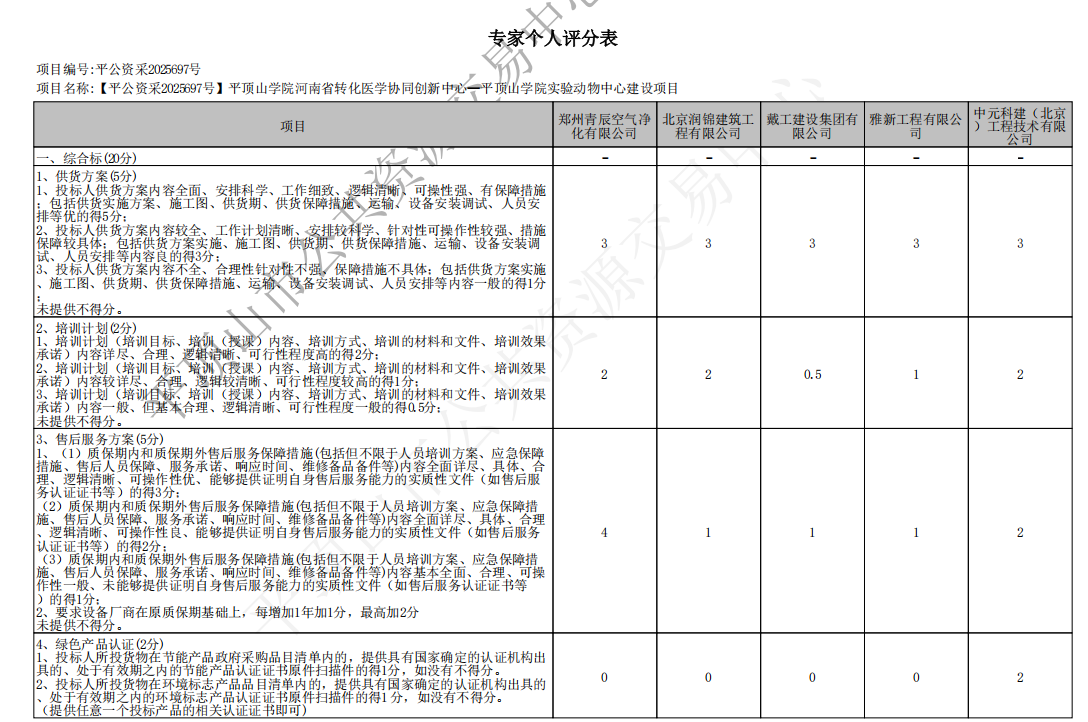 专家个人评分表
项目编号:平公资采2025697号
项目名称:【平公资采2025697号】平顶山学院河南省转化医学协同创新中心—平顶山学院实验动物中心建设项目
项目
郑州青辰空气净
化有限公司
北京润锦建筑工
程有限公司
戴工建设集团有
限公司
雅新工程有限公
司
中元科建（北京
）工程技术有限
公司
一、综合标(20分)
-
-
-
-
-
1、供货方案(5分)
1、投标人供货方案内容全面、安排科学、工作细致、逻辑清晰、可操性强、有保障措施
；包括供货实施方案、施工图、供货期、供货保障措施、运输、设备安装调试、人员安
排等优的得5分；
2、投标人供货方案内容较全、工作计划清晰、安排较科学、针对性可操作性较强、措施
保障较具体；包括供货方案实施、施工图、供货期、供货保障措施、运输、设备安装调
试、人员安排等内容良的得3分；
3、投标人供货方案内容不全、合理性针对性不强、保障措施不具体；包括供货方案实施
、施工图、供货期、供货保障措施、运输、设备安装调试、人员安排等内容一般的得1分
；
未提供不得分。
3
3
3
3
3
2、培训计划(2分)
1、培训计划（培训目标、培训（授课）内容、培训方式、培训的材料和文件、培训效果
承诺）内容详尽、合理、逻辑清晰、可行性程度高的得2分；
2、培训计划（培训目标、培训（授课）内容、培训方式、培训的材料和文件、培训效果
承诺）内容较详尽、合理、逻辑较清晰、可行性程度较高的得1分；
3、培训计划（培训目标、培训（授课）内容、培训方式、培训的材料和文件、培训效果
承诺）内容一般、但基本合理、逻辑清晰、可行性程度一般的得0.5分；
未提供不得分。
2
2
0.5
1
2
3、售后服务方案(5分)
1、（1）质保期内和质保期外售后服务保障措施(包括但不限于人员培训方案、应急保障
措施、售后人员保障、服务承诺、响应时间、维修备品备件等)内容全面详尽、具体、合
理、逻辑清晰、可操作性优、能够提供证明自身售后服务能力的实质性文件（如售后服
务认证证书等）的得3分；
（2）质保期内和质保期外售后服务保障措施(包括但不限于人员培训方案、应急保障措
施、售后人员保障、服务承诺、响应时间、维修备品备件等)内容全面详尽、具体、合理
、逻辑清晰、可操作性良、能够提供证明自身售后服务能力的实质性文件（如售后服务
认证证书等）的得2分；
（3）质保期内和质保期外售后服务保障措施(包括但不限于人员培训方案、应急保障措
施、售后人员保障、服务承诺、响应时间、维修备品备件等)内容基本全面、合理、可操
作性一般、未能够提供证明自身售后服务能力的实质性文件（如售后服务认证证书等
）的得1分；
2、要求设备厂商在原质保期基础上，每增加1年加1分，最高加2分
未提供不得分。
4
1
1
1
2
4、绿色产品认证(2分)
1、投标人所投货物在节能产品政府采购品目清单内的，提供具有国家确定的认证机构出
具的、处于有效期之内的节能产品认证证书原件扫描件的得1分，如没有不得分。
2、投标人所投货物在环境标志产品品目清单内的，提供具有国家确定的认证机构出具的
、处于有效期之内的环境标志产品认证证书原件扫描件的得1 分，如没有不得分。
（提供任意一个投标产品的相关认证证书即可）
0
0
0
0
2
平顶山市公共资源交易中心
平顶山市公共资源交易中心